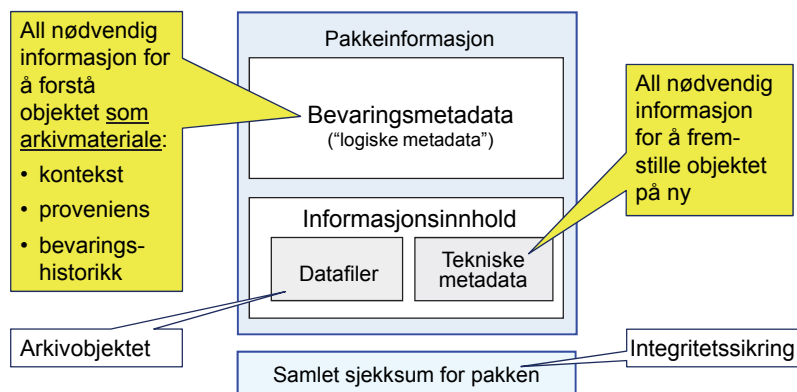 All nødvendig
informasjon for
å forstå
objektet som
arkivmateriale:
• kontekst
• proveniens
• bevarings-
historikk
Pakkeinformasjon
Bevaringsmetadata
(“logiske metadata”)
All nødvendig
informasjon
for å frem-
stille objektet
på ny
Informasjonsinnhold
Datafiler
Tekniske
metadata
Arkivobjektet
Integritetssikring
Samlet sjekksum for pakken